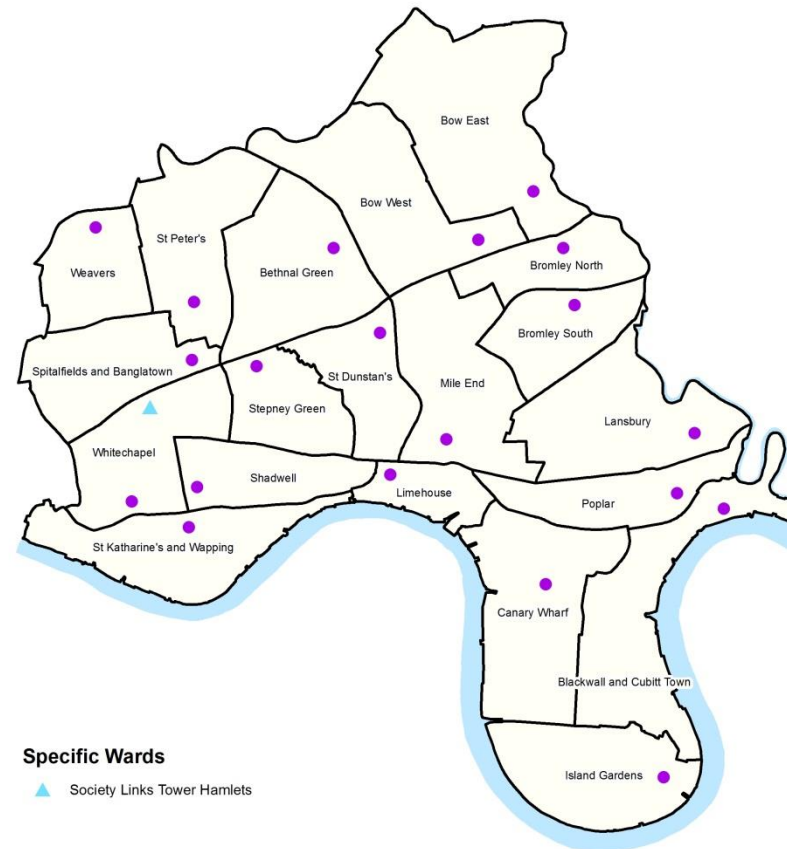 Bow East
Bow West
St Peter's
Weavers
Bethnal Green
Bromley North
Bromley South
Spitalfields and Banglatown
St Dunstan's
Mile End
Stepney Green
Lansbury
Whitechapel
Shadwell
Limehouse
Poplar
St Katharine's and Wapping
Canary Wharf
Blackwall and Cubitt Town
Island Gardens
Specific Wards
Society Links Tower Hamlets